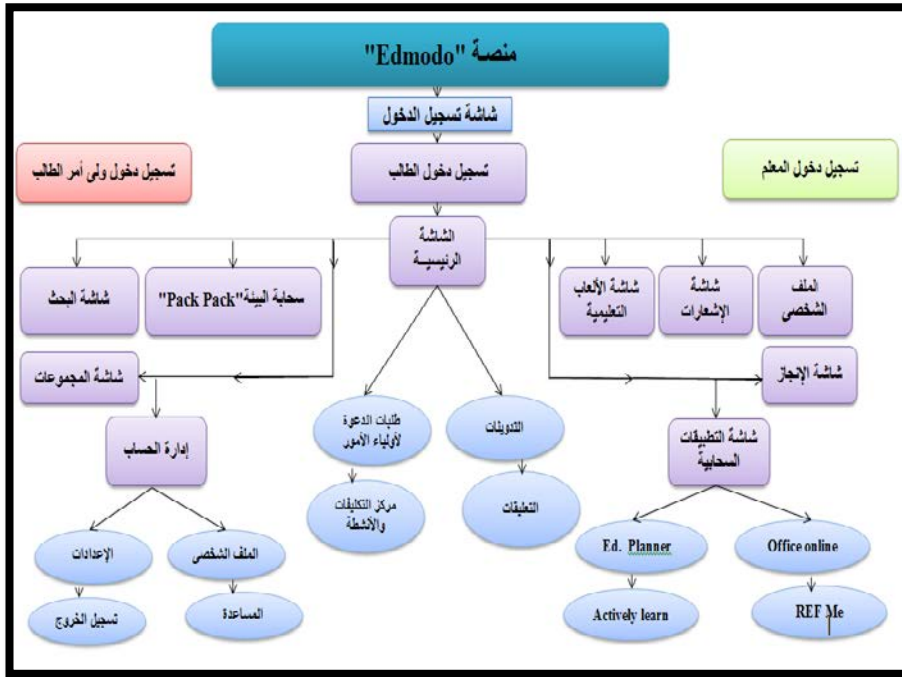 منصة "Edmodo"
شاشة تسجيل الدخول
تسجيل دخول المعلم
تسجيل دخول الطالب
تسجيل دخول ولى أمر الطالب
الشاشة
الرئيسية
الملف
الشخصى
شاشة
الإشعارات
شاشة الألعاب
التعليمية
سحابة البيئة"Pack Pack"
شاشة البحث
شاشة الإنجاز
شاشة المجموعات
شاشة التطبيقات
السحابية
التدوينات
طلبات الدعوة
لأولياء الأمور
إدارة الحساب
التعليقات
مركز التكليفات
والأنشطة
Office online
Ed. Planner
الملف الشخصى
الإعدادات
REF Me
Actively learn
المساعدة
تسجيل الخروج